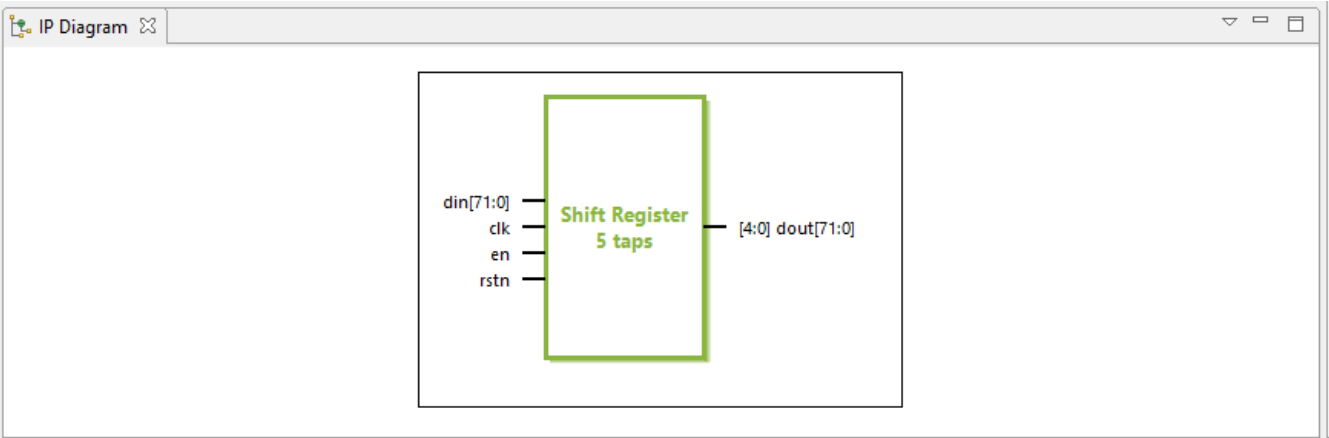 IP Diagram
din[71:0]
clk
en
rstn
Shift Register
5 taps
[4:0] dout[71:0]